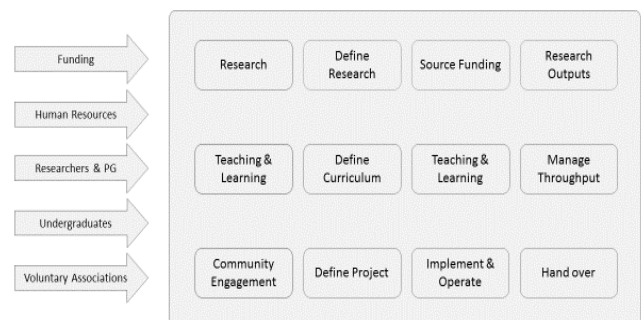 Funding
Human Resources
Researchers & PG
Undergraduates
Voluntary Associations
Research
Define
Research
Source Funding
Research
Outputs
Teaching &
Learning
Define
Curriculum
Teaching &
Learning
Manage
Throughput
Community
Engagement
Define Project
Implement &
Operate
Hand over